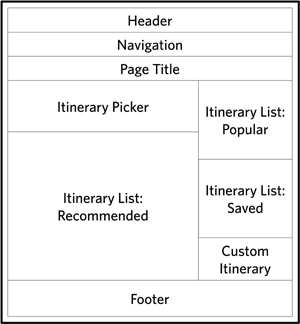 Header
Navigation
Page Title
Itinerary Picker
Itinerary List:
Popular
Itinerary List:
Recommended
Itinerary List:
Saved
Custom
Itinerary
Footer